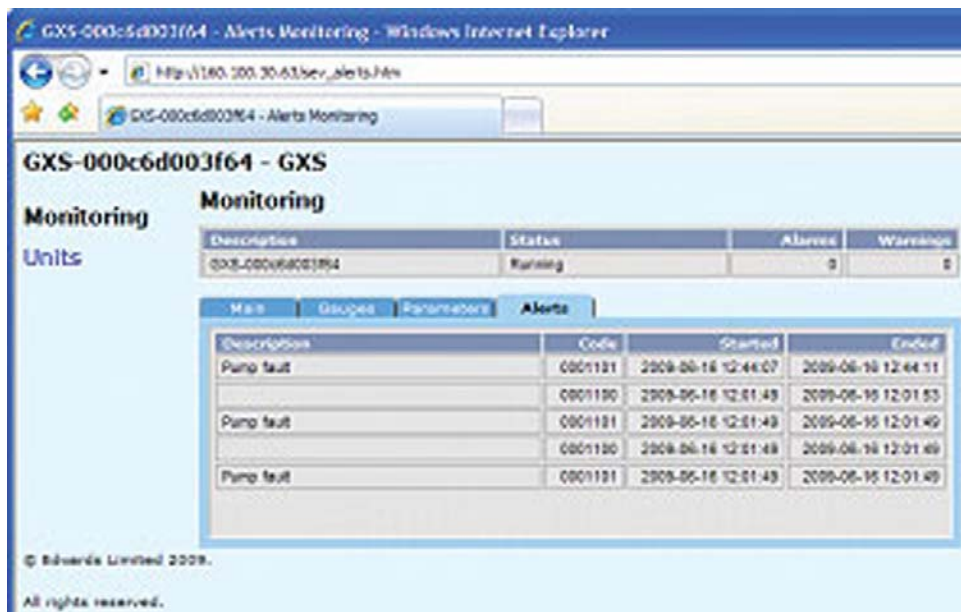 GXS-000c6d003f64 - Alerts Monitoring - Windows Internet Explorer
GXS-000c6d003f64 - Alerts Monitoring
GXS-000c6d003f64 - GXS
Monitoring
Units
Monitoring
Description Status Alarms Warnings
GXS-000c6d003f64 Running 0 0
Main Gauges Parameters Alerts
Description Code Started Ended
Pump fault 0001101 2009-06-16 12:44:07 2009-06-16 12:44:11
0001100 2009-06-16 12:01:49 2009-06-16 12:01:53
Pump fault 0001101 2009-06-16 12:01:49 2009-06-16 12:01:49
0001100 2009-06-16 12:01:49 2009-06-16 12:01:49
Pump fault 0001101 2009-06-16 12:01:49 2009-06-16 12:01:49
© Edwards Limited 2009.
All rights reserved.